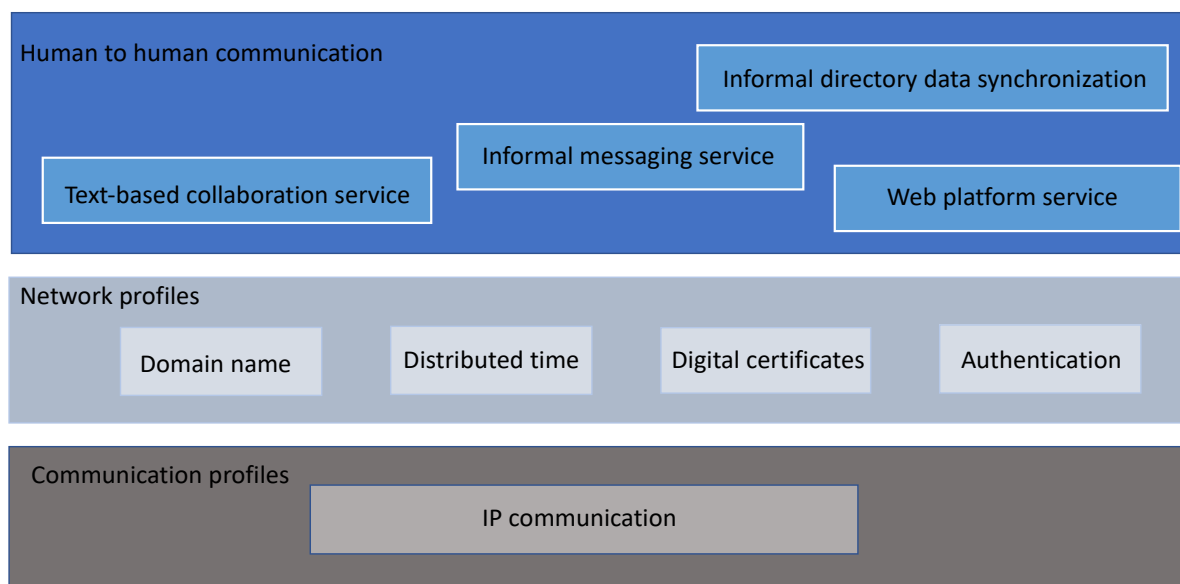 Human to human communication
Informal directory data synchronization
Informal messaging service
Text-based collaboration service
Web platform service
Network profiles
Domain name
Distributed time
Digital certificates
Authentication
Communication profiles
IP communication